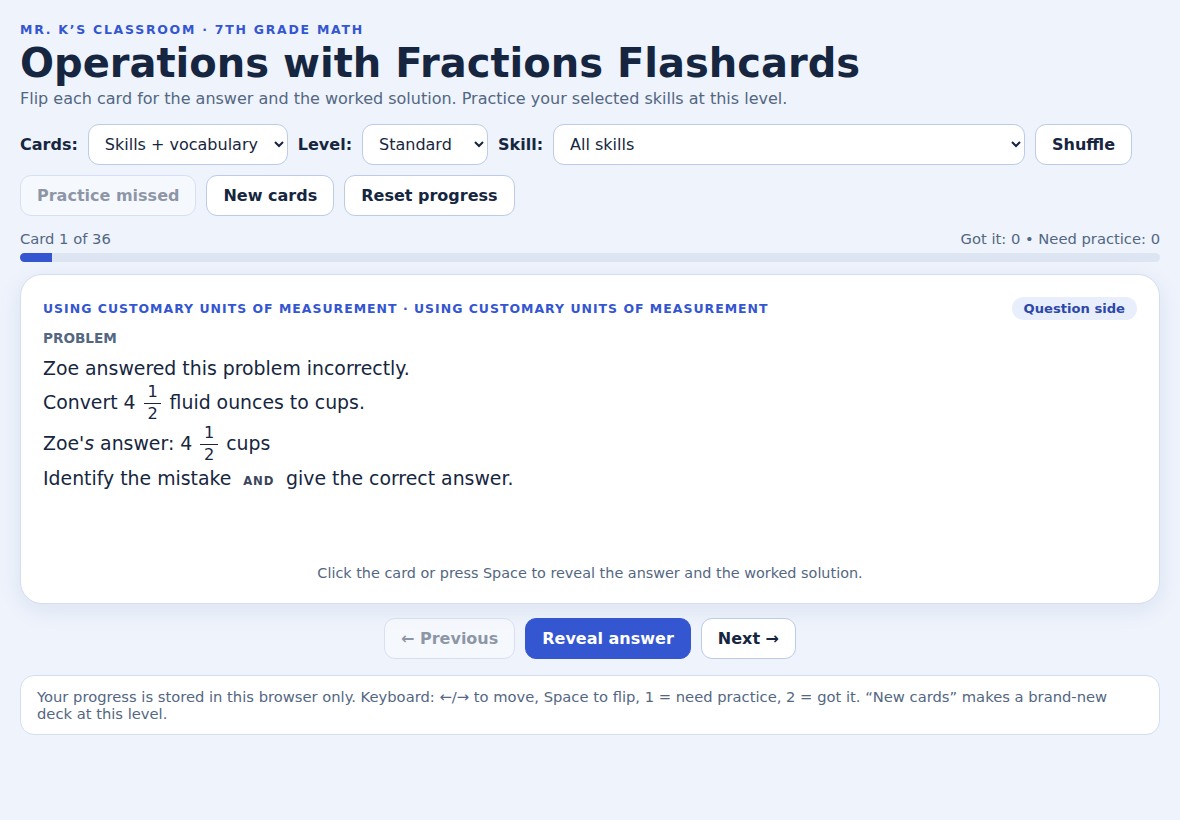 MR. K'S CLASSROOM · 7TH GRADE MATH
Operations with Fractions Flashcards
Flip each card for the answer and the worked solution. Practice your selected skills at this level.
Cards: Skills + vocabulary Level: Standard Skill: All skills Shuffle
Practice missed New cards Reset progress
Card 1 of 36 Got it: 0 • Need practice: 0
USING CUSTOMARY UNITS OF MEASUREMENT · USING CUSTOMARY UNITS OF MEASUREMENT Question side
PROBLEM
Zoe answered this problem incorrectly.
Convert 4 1/2 fluid ounces to cups.
Zoe's answer: 4 1/2 cups
Identify the mistake AND give the correct answer.
Click the card or press Space to reveal the answer and the worked solution.
← Previous Reveal answer Next →
Your progress is stored in this browser only. Keyboard: ←/→ to move, Space to flip, 1 = need practice, 2 = got it. “New cards” makes a brand-new
deck at this level.